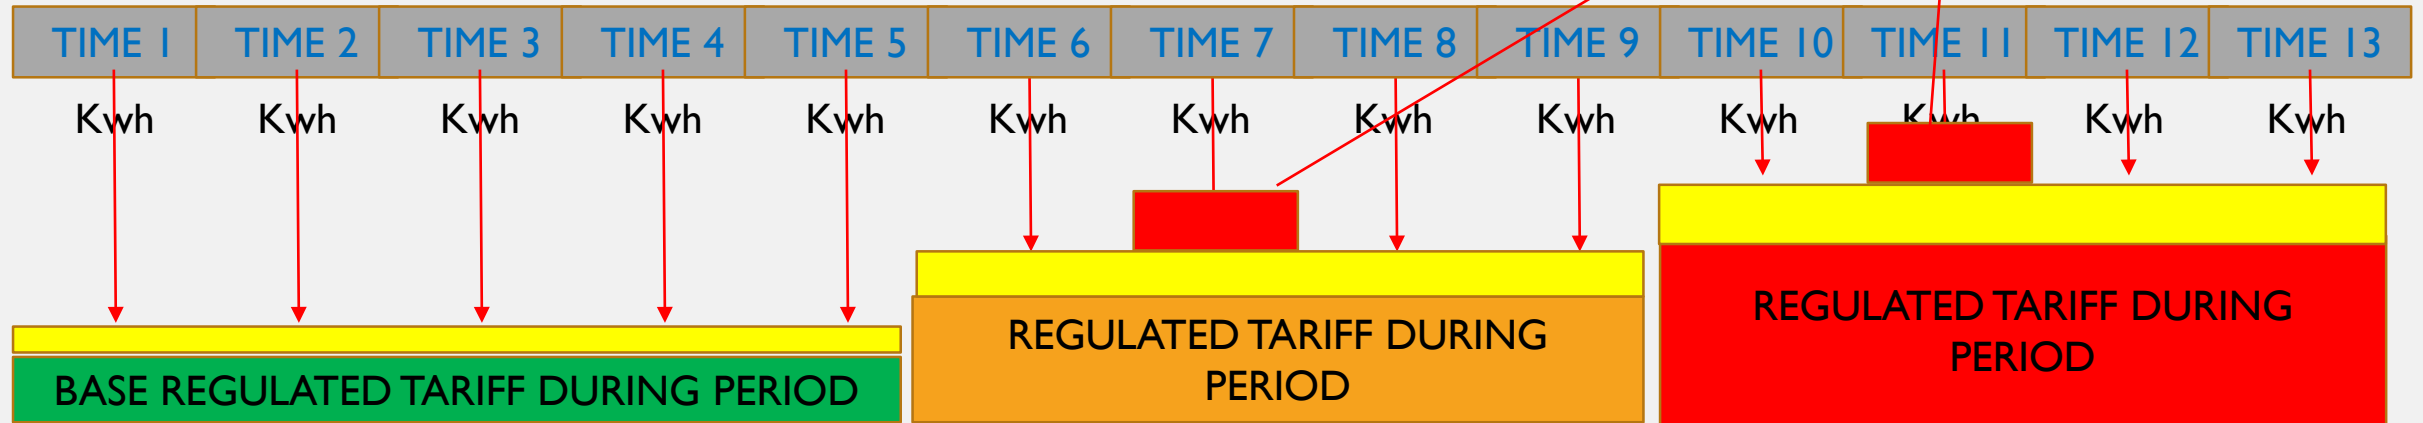 TIME 1 TIME 2 TIME 3 TIME 4 TIME 5 TIME 6 TIME 7 TIME 8 TIME 9 TIME 10 TIME 11 TIME 12 TIME 13
Kwh Kwh Kwh Kwh Kwh Kwh Kwh Kwh Kwh Kwh Kwh Kwh Kwh
BASE REGULATED TARIFF DURING PERIOD
REGULATED TARIFF DURING
PERIOD
REGULATED TARIFF DURING
PERIOD